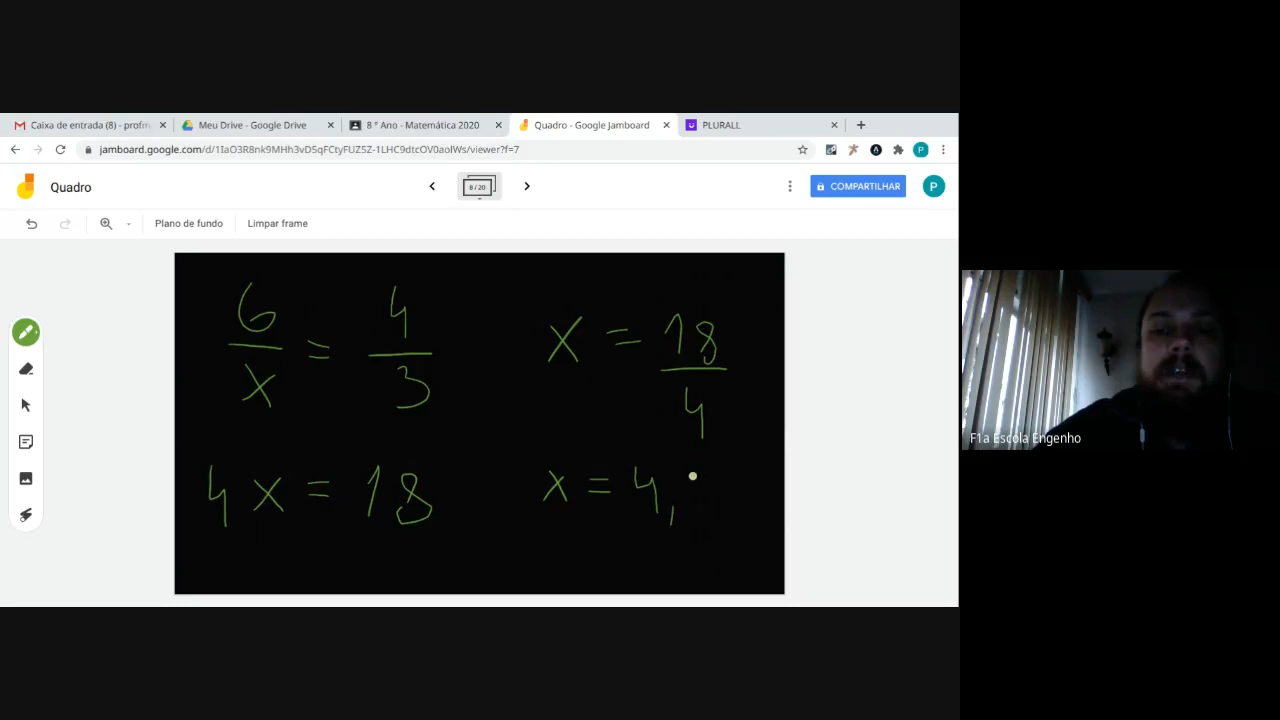 Caixa de entrada (8) - profm
Meu Drive - Google Drive
8 º Ano - Matemática 2020
Quadro - Google Jamboard
PLURALL
jamboard.google.com/d/1IaO3R8nk9MHh3vD5qFCtyFUZ5Z-1LHC9dtcOV0aolWs/viewer?f=7
Quadro
8 / 20
COMPARTILHAR
P
Plano de fundo
Limpar frame
6/x = 4/3
x = 18/4
4x = 18
x = 4,
F1a Escola Engenho